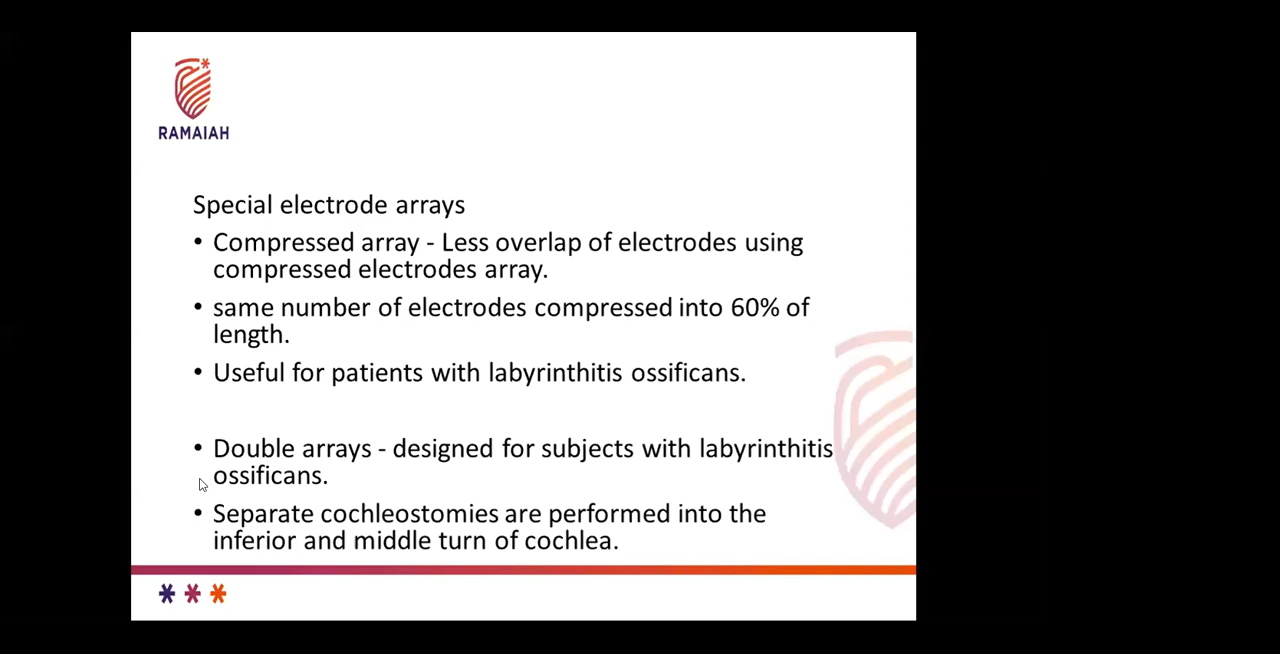 RAMAIAH
Special electrode arrays
• Compressed array - Less overlap of electrodes using
compressed electrodes array.
• same number of electrodes compressed into 60% of
length.
• Useful for patients with labyrinthitis ossificans.
• Double arrays - designed for subjects with labyrinthitis
ossificans.
• Separate cochleostomies are performed into the
inferior and middle turn of cochlea.